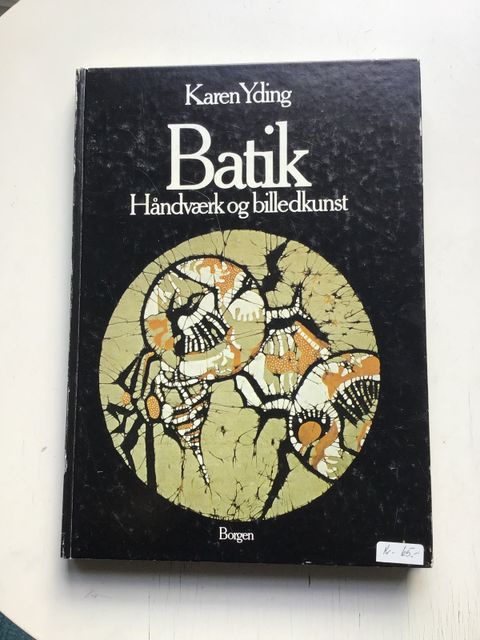 Karen Yding
Batik
Håndværk og billedkunst
Borgen
Kr. 65.-